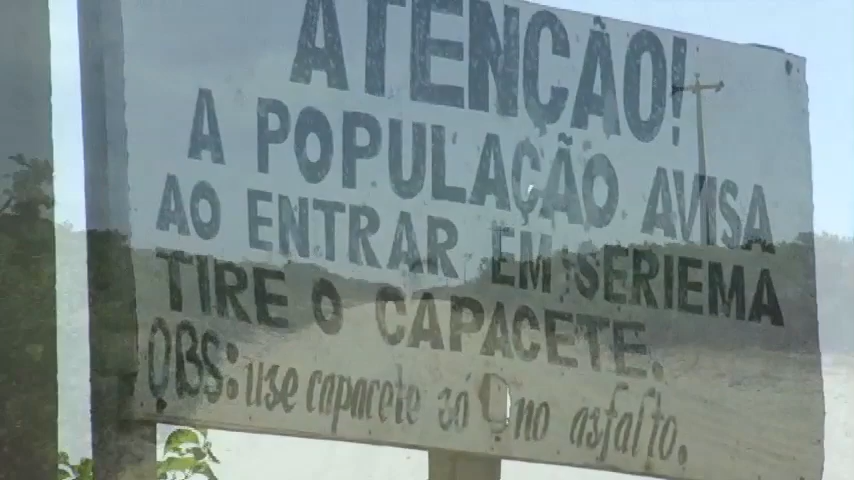 ATENÇÃO!
A POPULAÇÃO AVISA
AO ENTRAR EM SERIEMA
TIRE O CAPACETE.
OBS: use capacete só no asfalto.